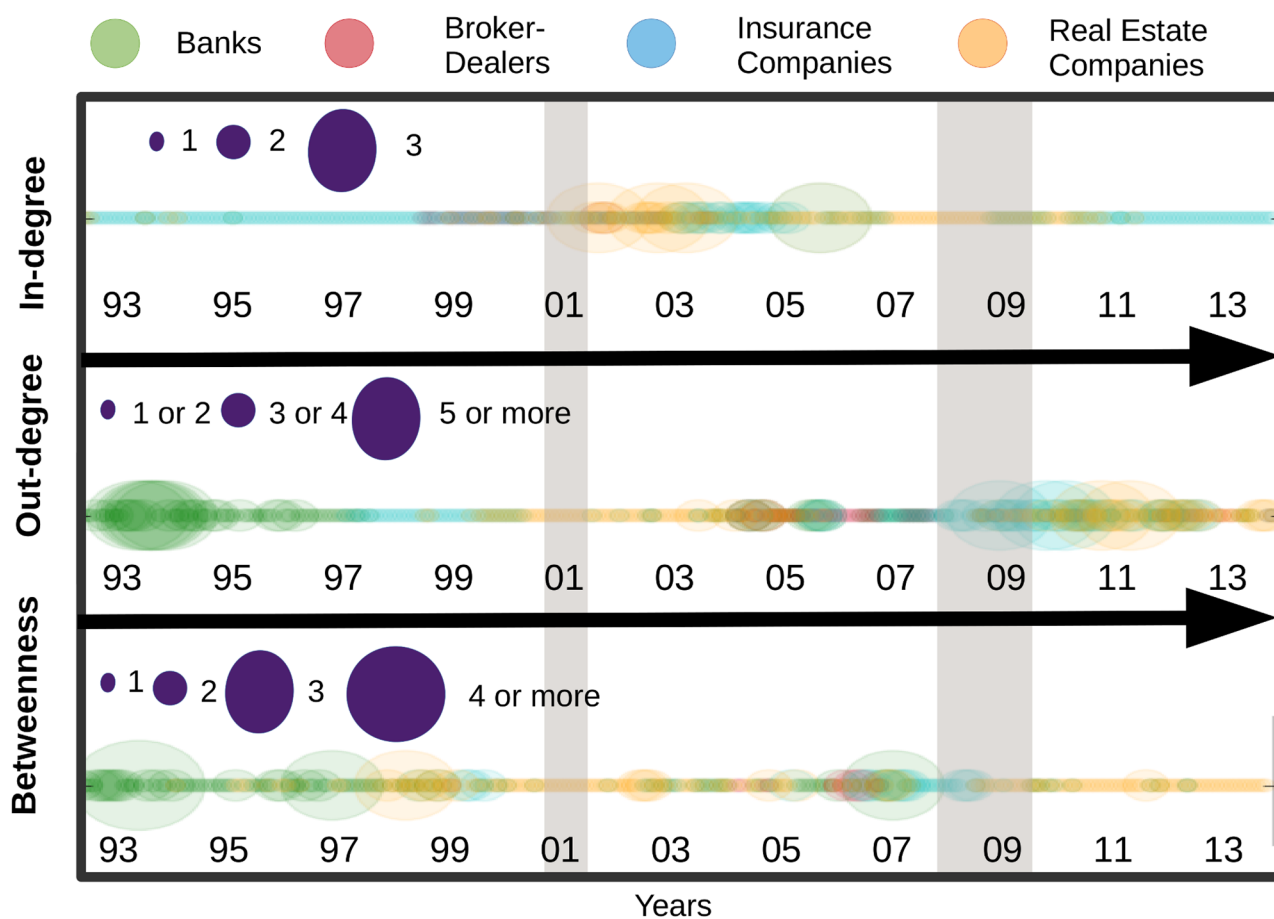 Banks
Broker-
Dealers
Insurance
Companies
Real Estate
Companies
In-degree
1 2 3
93 95 97 99 01 03 05 07 09 11 13
Out-degree
1 or 2 3 or 4 5 or more
93 95 97 99 01 03 05 07 09 11 13
Betweenness
1 2 3 4 or more
93 95 97 99 01 03 05 07 09 11 13
Years